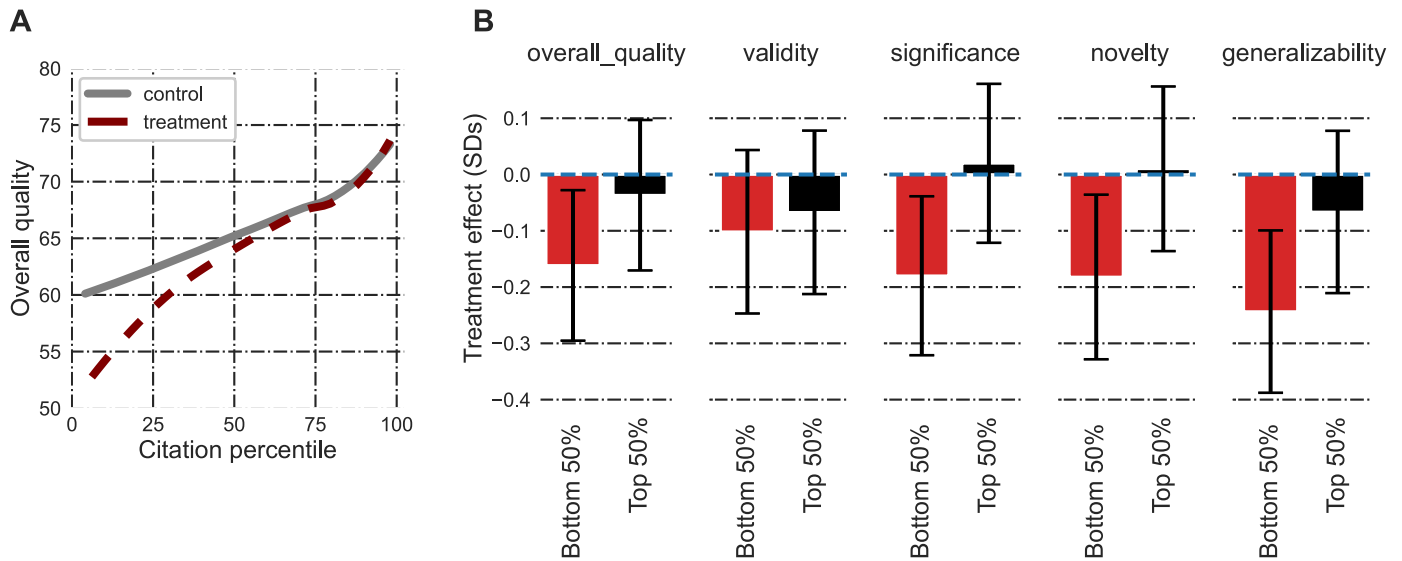 A
80
75
70
65
60
55
50
Overall quality
control
treatment
0 25 50 75 100
Citation percentile
B
overall_quality validity significance novelty generalizability
Treatment effect (SDs)
0.1
0.0
−0.1
−0.2
−0.3
−0.4
Bottom 50% Top 50% Bottom 50% Top 50% Bottom 50% Top 50% Bottom 50% Top 50% Bottom 50% Top 50%